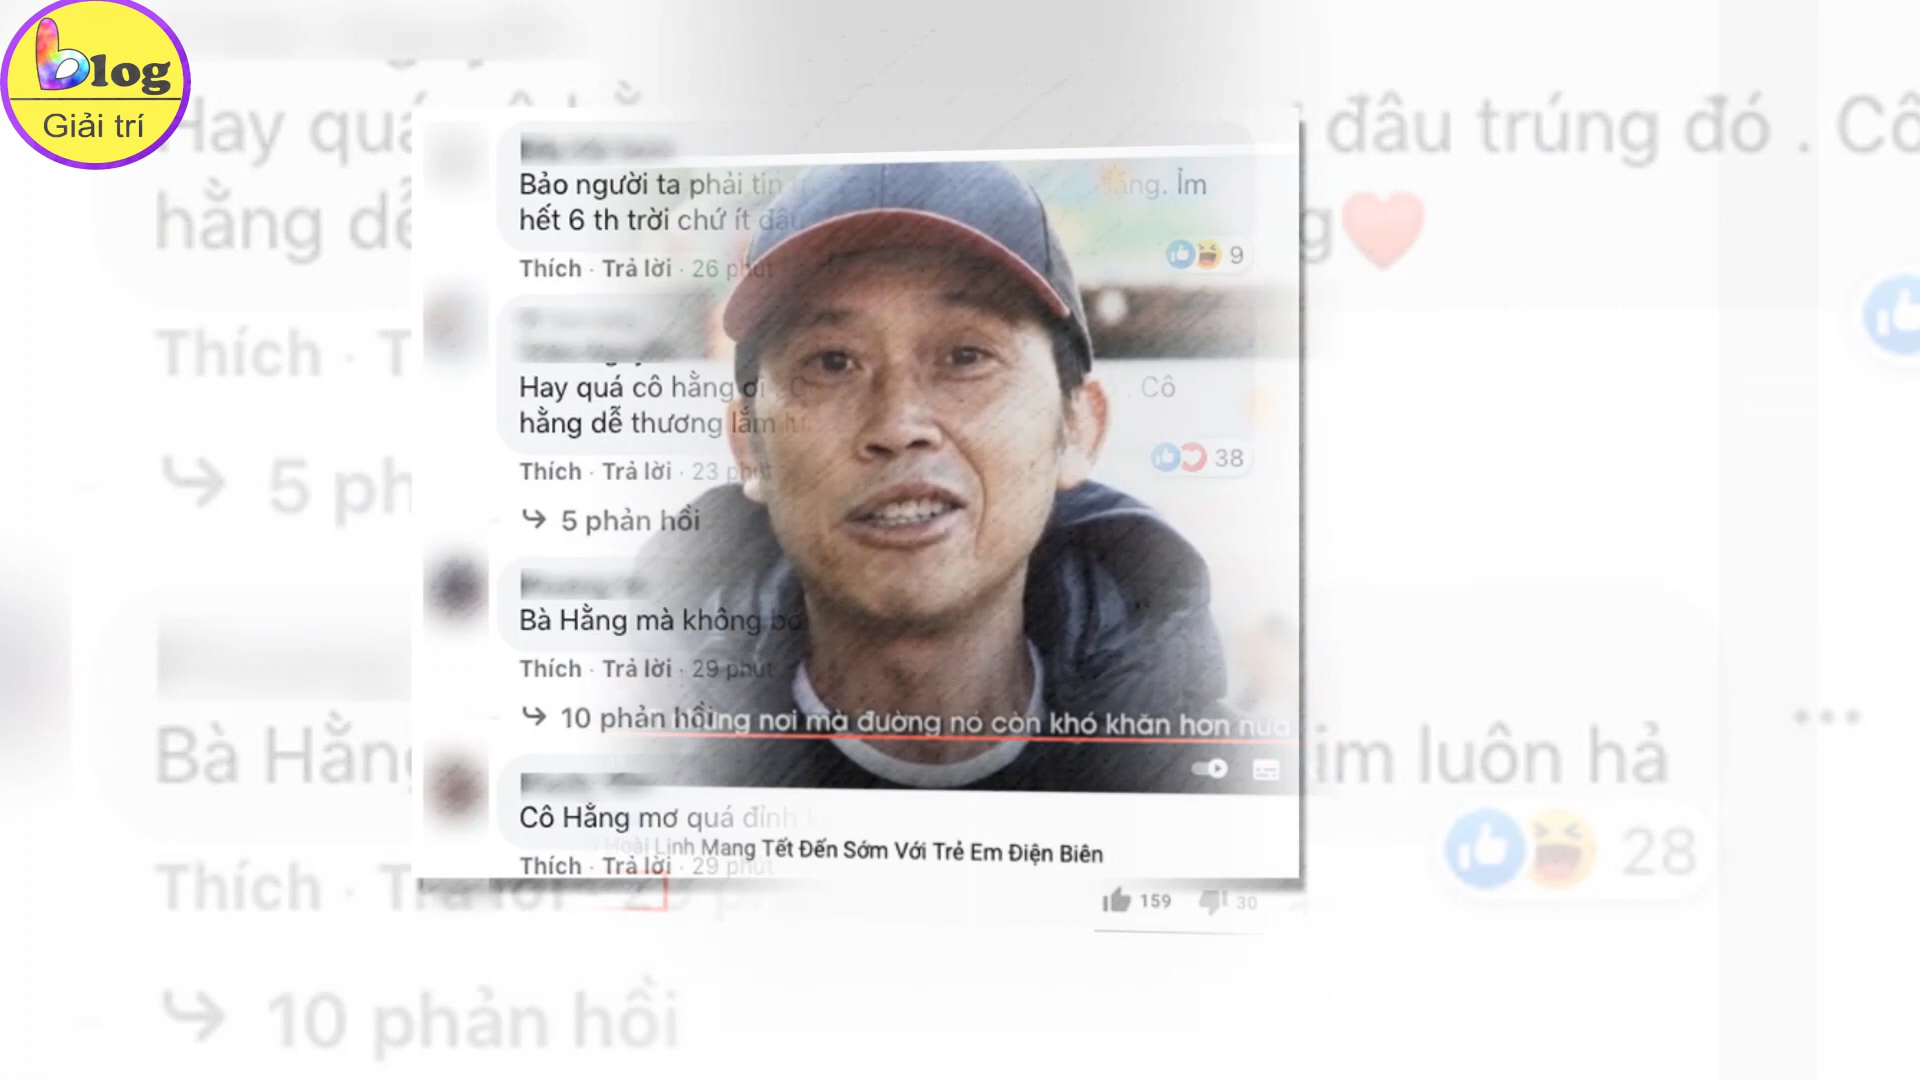 blog
Giải trí
Hay quá cô hằng đâu trúng đó . Cô
hằng dễ
Thích · T
5 ph
Bà Hằng im luôn hả
Thích · Trả lời
28
10 phản hồi
Bảo người ta phải tin sáng. Ỉm
hết 6 th trời chứ ít đâu
Thích · Trả lời · 26 phút
9
Hay quá cô hằng ơi . Cô
hằng dễ thương lắm
Thích · Trả lời · 23 phút
38
5 phản hồi
Bà Hằng mà không
Thích · Trả lời · 29 phút
10 phản hồi
những nơi mà đường nó còn khó khăn hơn nữa
Cô Hằng mơ quá đỉnh
Hoài Linh Mang Tết Đến Sớm Với Trẻ Em Điện Biên
Thích · Trả lời · 29 phút
159 30